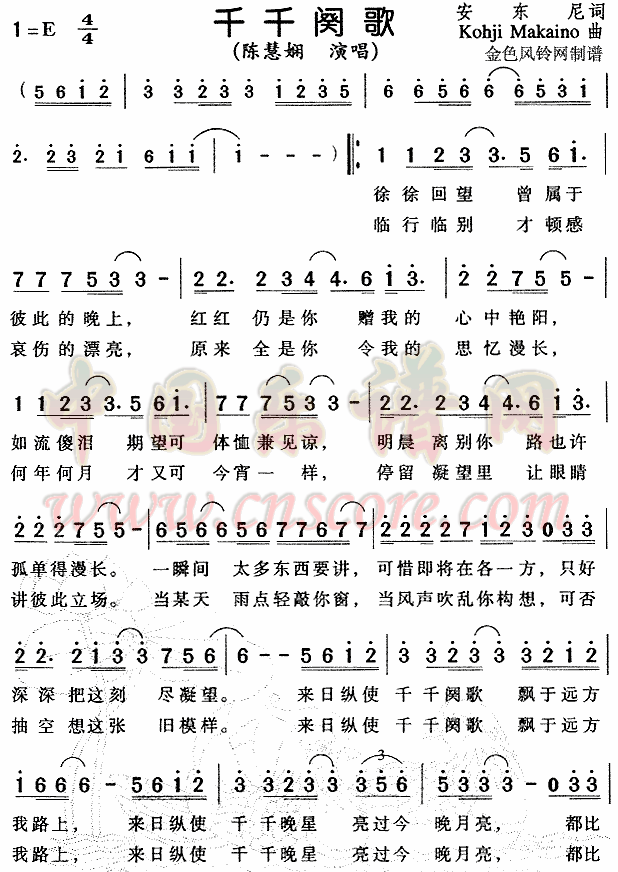 千千阕歌
1=E 4/4
(陈慧娴 演唱)
安东尼词
Kohji Makaino 曲
金色风铃网制谱
( 5 6 1 2 | 3 3 2 3 3 1 2 3 5 | 6 6 5 6 6 6 5 3 1 |
2· 2 3 2 1 6 1 1 | 1 - - - ) ‖: 1 1 2 3 3· 5 6 1· |
徐徐回望 曾属于
临行临别 才顿感
7 7 7 5 3 3 - | 2 2· 2 3 4 4· 6 1 3· | 2 2 7 5 5 - |
彼此的晚上， 红红 仍是你 赠我的 心中艳阳，
哀伤的漂亮， 原来 全是你 令我的 思忆漫长，
1 1 2 3 3· 5 6 1· | 7 7 7 5 3 3 - | 2 2· 2 3 4 4· 6 1 3· |
如流傻泪 期望可 体恤兼见谅， 明晨 离别你 路也许
何年何月 才又可 今宵一样， 停留 凝望里 让眼睛
2 2 2 7 5 5 - | 6 5 6 6 5 6 7 7 6 7 7 | 2 2 2 2 7 1 2 3 0 3 3 |
孤单得漫长。 一瞬间 太多东西要讲， 可惜即将在各一方， 只好
讲彼此立场。 当某天 雨点轻敲你窗， 当风声吹乱你构想， 可否
2 2· 2 1 3 3 7 5 6 | 6 - - 5 6 1 2 | 3 3 2 3 3 3 2 1 2 |
深深 把这刻 尽凝望。 来日纵使 千千阕歌 飘于远方
抽空 想这张 旧模样。 来日纵使 千千阕歌 飘于远方
1 6 6 6 - | 5 6 1 2 | 3 3 2 3 3 3 5 6 | 6 3 2 2 - | 0 3 3
我路上， 来日纵使 千千晚星 亮过今 晚月亮， 都比
我路上， 来日纵使 千千晚星 亮过今 晚月亮， 都比
中国乐谱网
www.cnscore.com